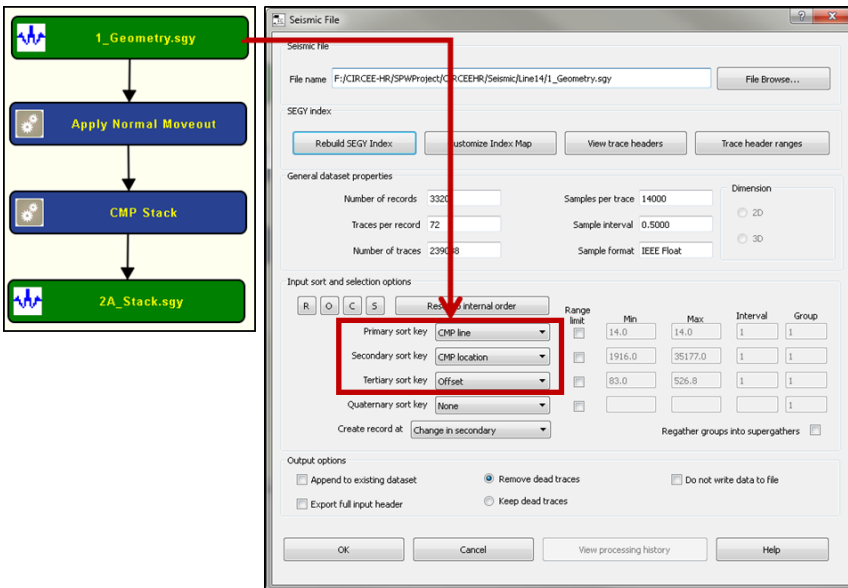 1_Geometry.sgy
Apply Normal Moveout
CMP Stack
2A_Stack.sgy
Seismic File
Seismic file
File name F:/CIRCEE-HR/SPWProject/CIRCEEHR/Seismic/Line14/1_Geometry.sgy File Browse...
SEGY index
Rebuild SEGY Index Customize Index Map View trace headers Trace header ranges
General dataset properties
Number of records 3320 Samples per trace 14000 Dimension
Traces per record 72 Sample interval 0.5000 2D
Number of traces Sample format IEEE Float 3D
Input sort and selection options
R O C S internal order
Range limit Min Max Interval Group
Primary sort key CMP line 14.0 14.0 1 1
Secondary sort key CMP location 1916.0 35177.0 1 1
Tertiary sort key Offset 83.0 526.8 1 1
Quaternary sort key None 1
Create record at Change in secondary Regather groups into supergathers
Output options
Append to existing dataset Remove dead traces Do not write data to file
Export full input header Keep dead traces
OK Cancel View processing history Help